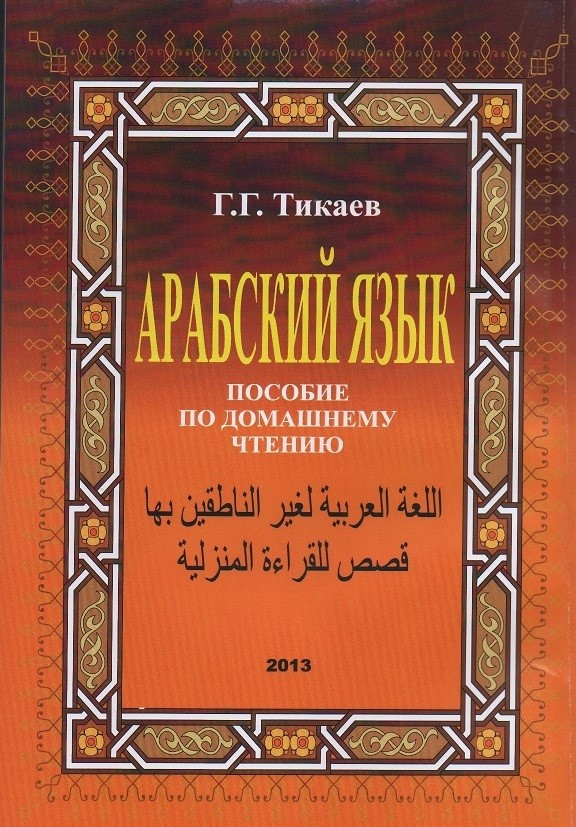 Г.Г. Тикаев
АРАБСКИЙ ЯЗЫК
ПОСОБИЕ
ПО ДОМАШНЕМУ
ЧТЕНИЮ
اللغة العربية لغير الناطقين بها
قصص للقراءة المنزلية
2013